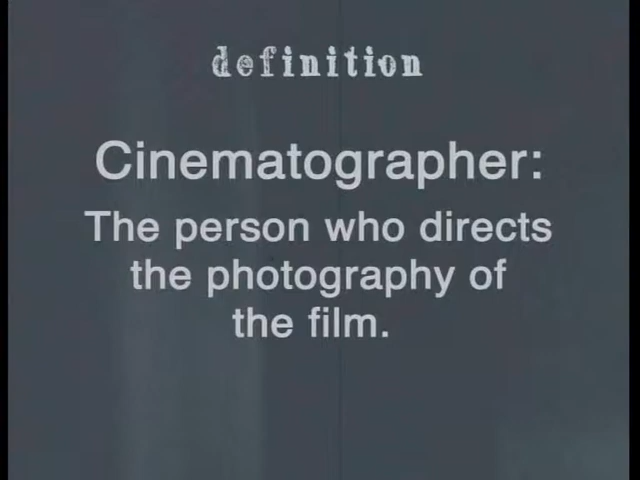 definition
Cinematographer:
The person who directs
the photography of
the film.